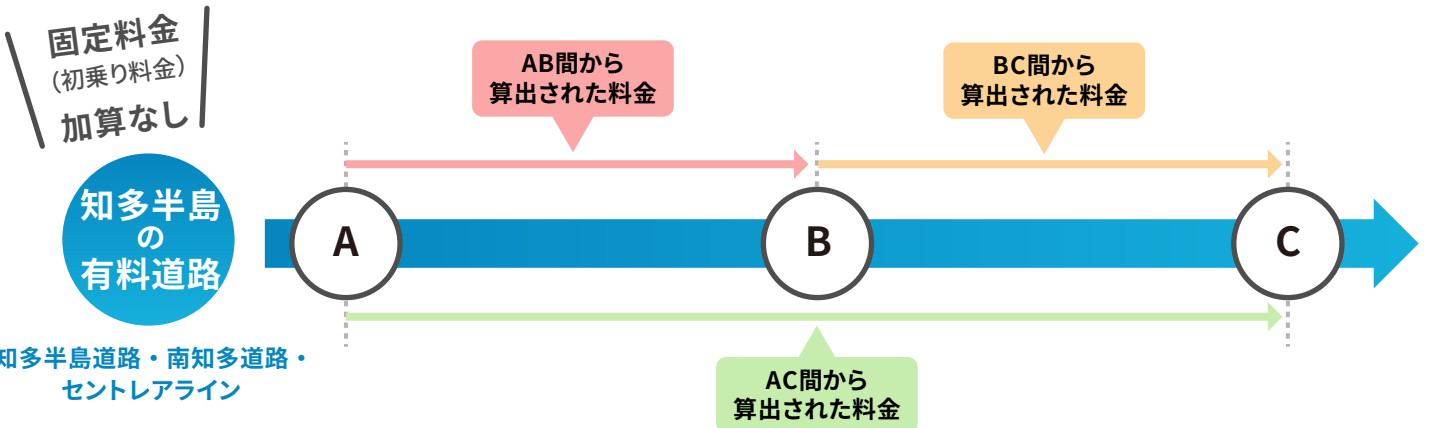 固定料金
（初乗り料金）
加算なし
知多半島
の
有料道路
知多半島道路・南知多道路・
セントレアライン
AB間から
算出された料金
BC間から
算出された料金
A
B
C
AC間から
算出された料金